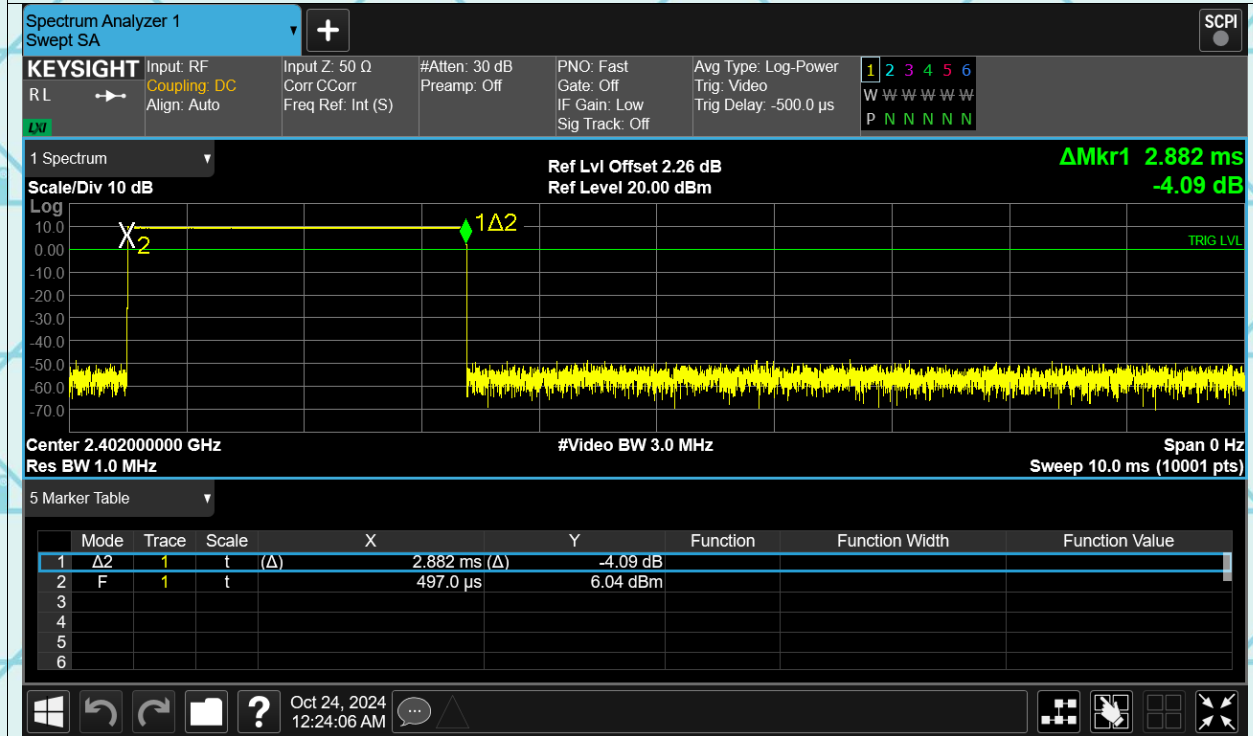 Spectrum Analyzer 1
Swept SA
SCPI
KEYSIGHT
RL
LXI
Input: RF
Coupling: DC
Align: Auto
Input Z: 50 Ω
Corr CCorr
Freq Ref: Int (S)
#Atten: 30 dB
Preamp: Off
PNO: Fast
Gate: Off
IF Gain: Low
Sig Track: Off
Avg Type: Log-Power
Trig: Video
Trig Delay: -500.0 µs
1 2 3 4 5 6
W W W W W W
P N N N N N
1 Spectrum
Scale/Div 10 dB
Ref Lvl Offset 2.26 dB
Ref Level 20.00 dBm
ΔMkr1 2.882 ms
-4.09 dB
Log
10.0
0.00
-10.0
-20.0
-30.0
-40.0
-50.0
-60.0
-70.0
X2
1Δ2
TRIG LVL
Center 2.402000000 GHz
#Video BW 3.0 MHz
Span 0 Hz
Res BW 1.0 MHz
Sweep 10.0 ms (10001 pts)
5 Marker Table
Mode Trace Scale X Y Function Function Width Function Value
1 Δ2 1 t (Δ) 2.882 ms (Δ) -4.09 dB
2 F 1 t 497.0 µs 6.04 dBm
3
4
5
6
?
Oct 24, 2024
12:24:06 AM